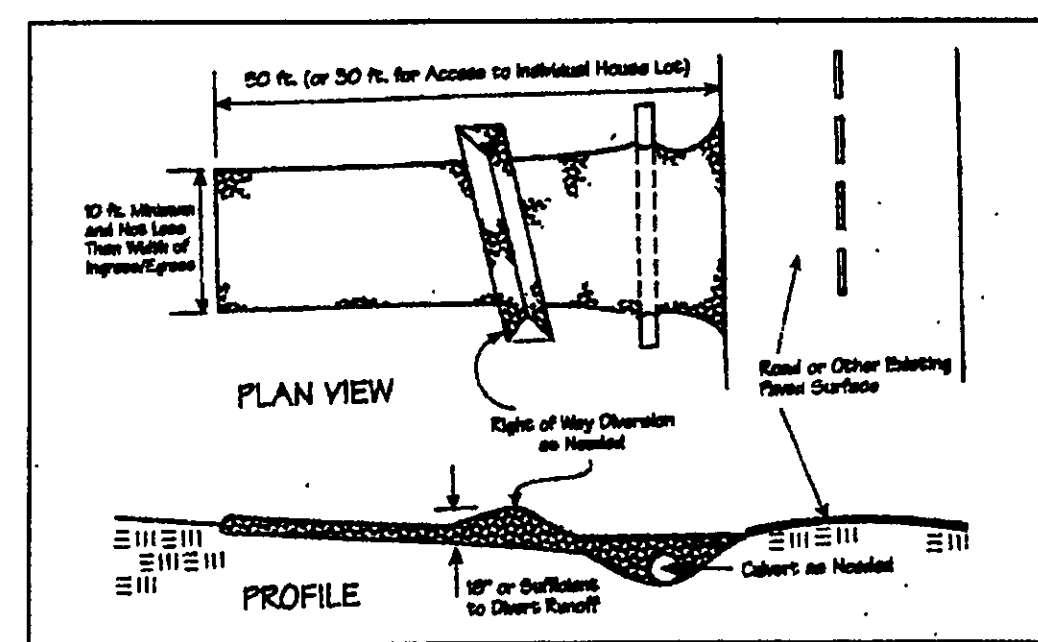 50 ft. (or 30 ft. for Access to Individual House Lot)
10 ft. Minimum
and Not Less
Than Width of
Ingress/Egress
PLAN VIEW
Road or Other Existing
Paved Surface
Right of Way Diversion
as Needed
Culvert as Needed
18" or Sufficient
to Divert Runoff
PROFILE